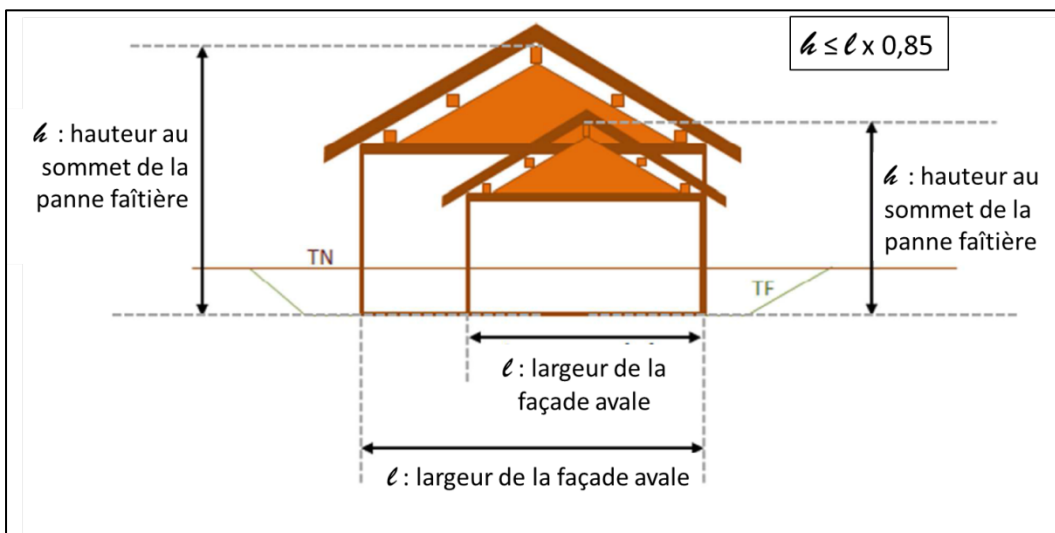 h ≤ l x 0,85
h : hauteur au
sommet de la
panne faîtière
h : hauteur au
sommet de la
panne faîtière
TN
TF
l : largeur de la
façade avale
l : largeur de la façade avale